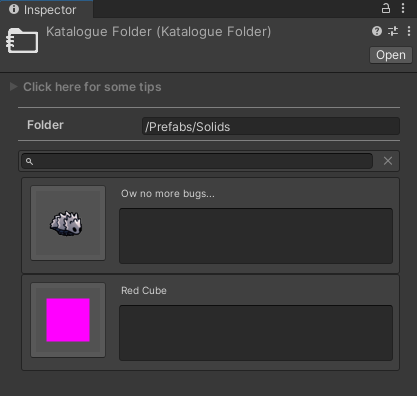 Inspector
Katalogue Folder (Katalogue Folder)
Open
Click here for some tips
Folder
/Prefabs/Solids
Ow no more bugs...
Red Cube